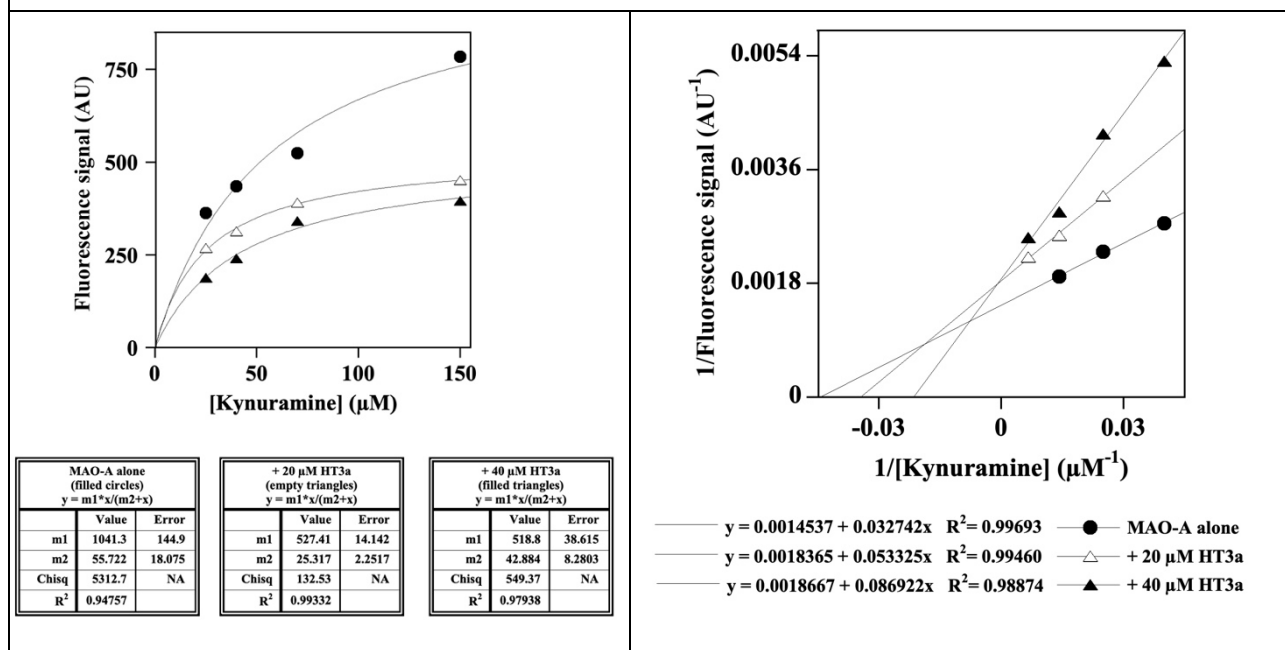 750
500
250
0
Fluorescence signal (AU)
0 50 100 150
[Kynuramine] (µM)
MAO-A alone
(filled circles)
y = m1*x/(m2+x)
Value Error
m1 1041.3 144.9
m2 55.722 18.075
Chisq 5312.7 NA
R² 0.94757
+ 20 µM HT3a
(empty triangles)
y = m1*x/(m2+x)
Value Error
m1 527.41 14.142
m2 25.317 2.2517
Chisq 132.53 NA
R² 0.99332
+ 40 µM HT3a
(filled triangles)
y = m1*x/(m2+x)
Value Error
m1 518.8 38.615
m2 42.884 8.2803
Chisq 549.37 NA
R² 0.97938
0.0054
0.0036
0.0018
0
1/Fluorescence signal (AU⁻¹)
-0.03 0 0.03
1/[Kynuramine] (µM⁻¹)
y = 0.0014537 + 0.032742x R²= 0.99693 MAO-A alone
y = 0.0018365 + 0.053325x R²= 0.99460 + 20 µM HT3a
y = 0.0018667 + 0.086922x R²= 0.98874 + 40 µM HT3a